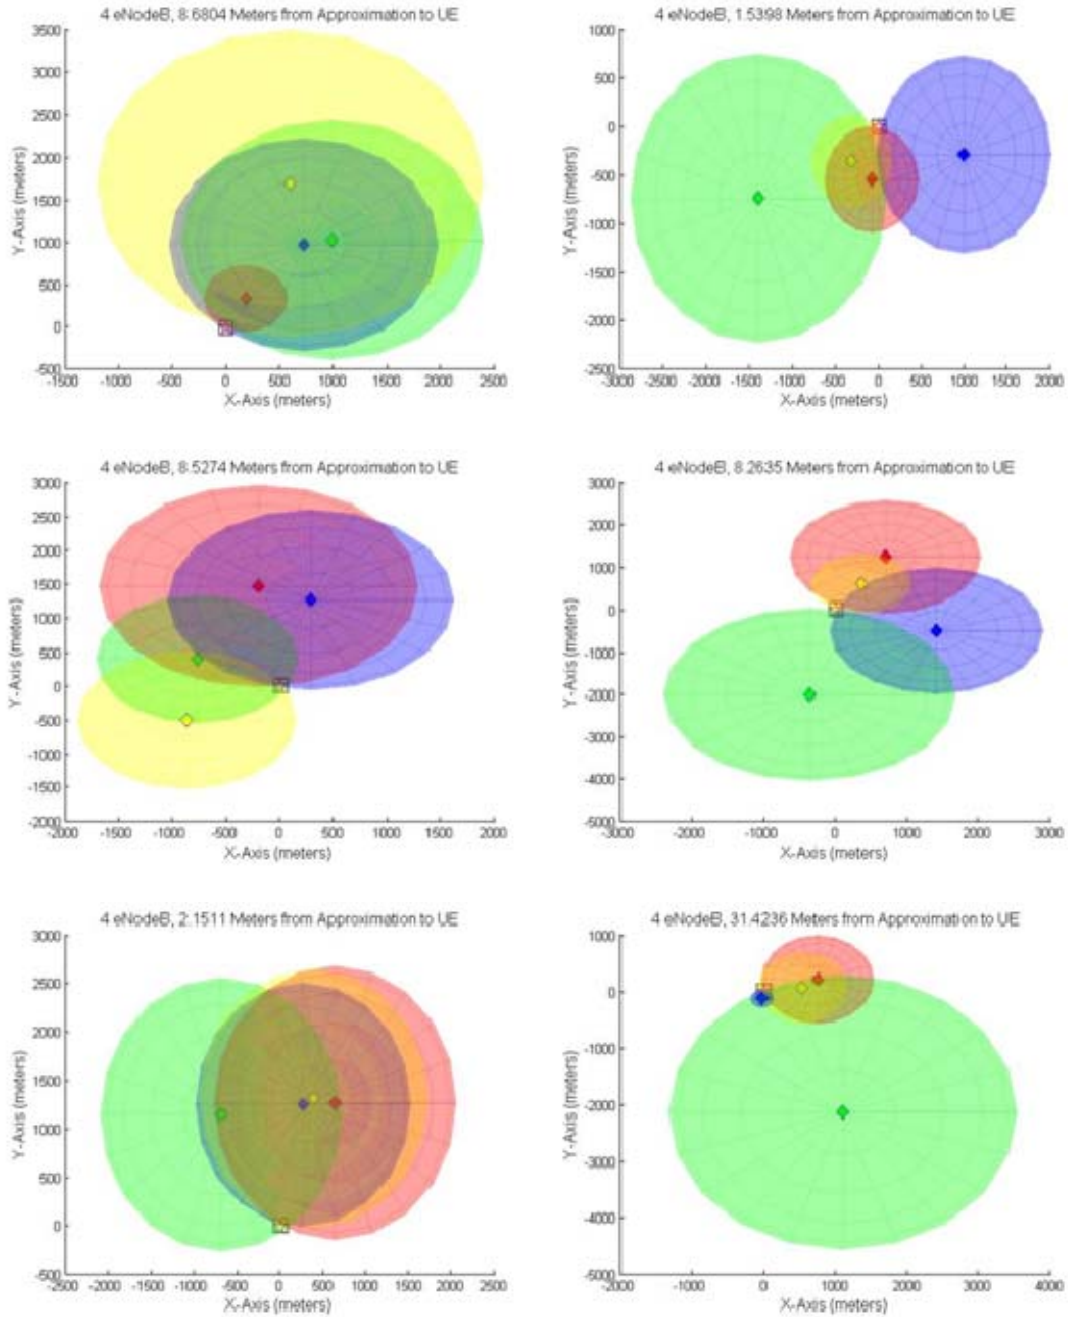 4 eNodeB, 8.6804 Meters from Approximation to UE
3500
3000
2500
2000
1500
1000
500
0
-500
Y-Axis (meters)
-1500 -1000 -500 0 500 1000 1500 2000 2500
X-Axis (meters)
4 eNodeB, 1.5398 Meters from Approximation to UE
1000
500
0
-500
-1000
-1500
-2000
-2500
Y-Axis (meters)
-3000 -2500 -2000 -1500 -1000 -500 0 500 1000 1500 2000
X-Axis (meters)
4 eNodeB, 8.5274 Meters from Approximation to UE
3000
2500
2000
1500
1000
500
0
-500
-1000
-1500
-2000
Y-Axis (meters)
-2000 -1500 -1000 -500 0 500 1000 1500 2000
X-Axis (meters)
4 eNodeB, 8.2635 Meters from Approximation to UE
3000
2000
1000
0
-1000
-2000
-3000
-4000
-5000
Y-Axis (meters)
-3000 -2000 -1000 0 1000 2000 3000
X-Axis (meters)
4 eNodeB, 2.1511 Meters from Approximation to UE
3000
2500
2000
1500
1000
500
0
-500
Y-Axis (meters)
-2500 -2000 -1500 -1000 -500 0 500 1000 1500 2000 2500
X-Axis (meters)
4 eNodeB, 31.4236 Meters from Approximation to UE
1000
0
-1000
-2000
-3000
-4000
-5000
Y-Axis (meters)
-2000 -1000 0 1000 2000 3000 4000
X-Axis (meters)